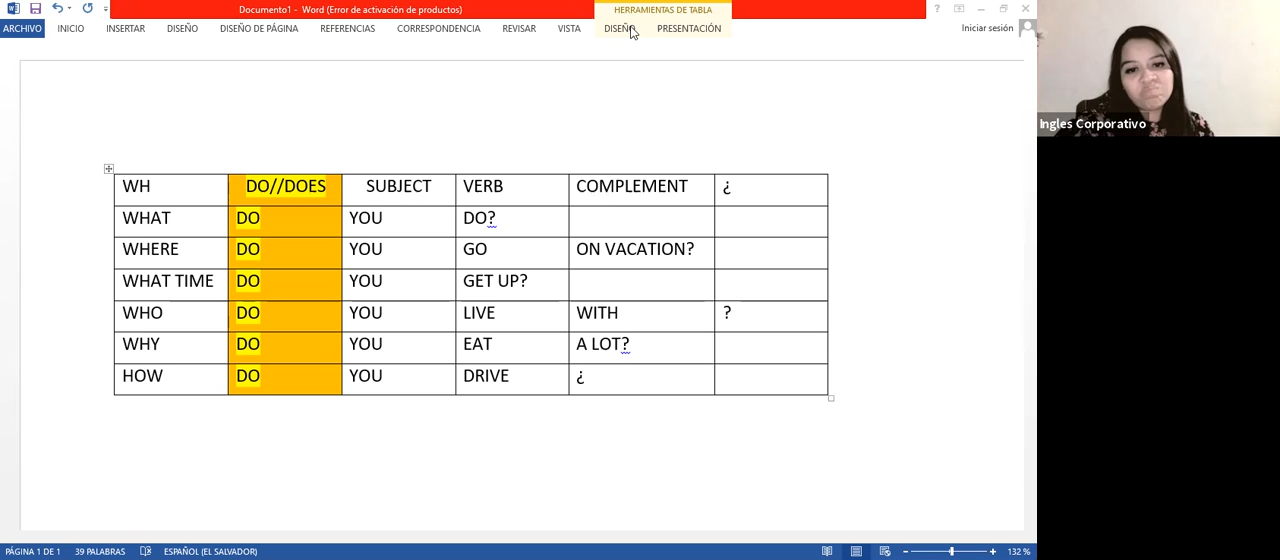 Documento1 - Word (Error de activación de productos)
HERRAMIENTAS DE TABLA
?
ARCHIVO INICIO INSERTAR DISEÑO DISEÑO DE PÁGINA REFERENCIAS CORRESPONDENCIA REVISAR VISTA DISEÑO PRESENTACIÓN Iniciar sesión
Ingles Corporativo
WH DO//DOES SUBJECT VERB COMPLEMENT ¿
WHAT DO YOU DO?
WHERE DO YOU GO ON VACATION?
WHAT TIME DO YOU GET UP?
WHO DO YOU LIVE WITH ?
WHY DO YOU EAT A LOT?
HOW DO YOU DRIVE ¿
PÁGINA 1 DE 1 39 PALABRAS ESPAÑOL (EL SALVADOR) 132 %